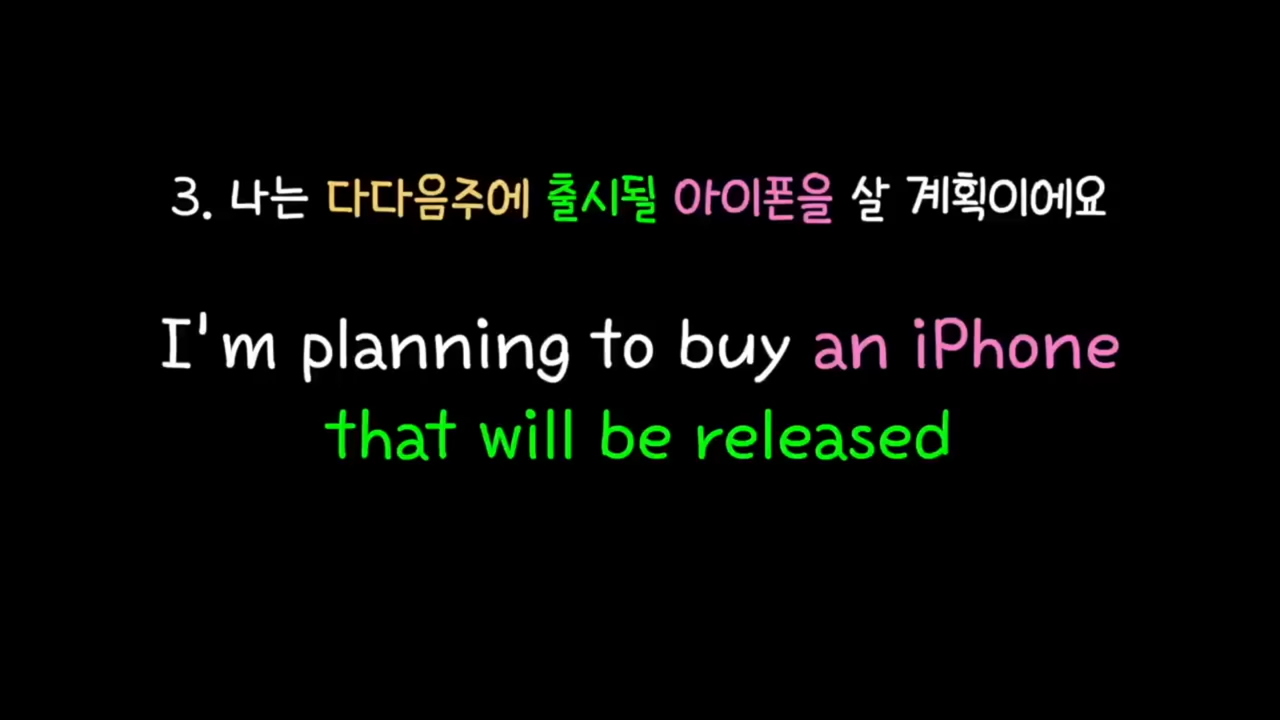 3. 나는 다다음주에 출시될 아이폰을 살 계획이에요
I'm planning to buy an iPhone
that will be released